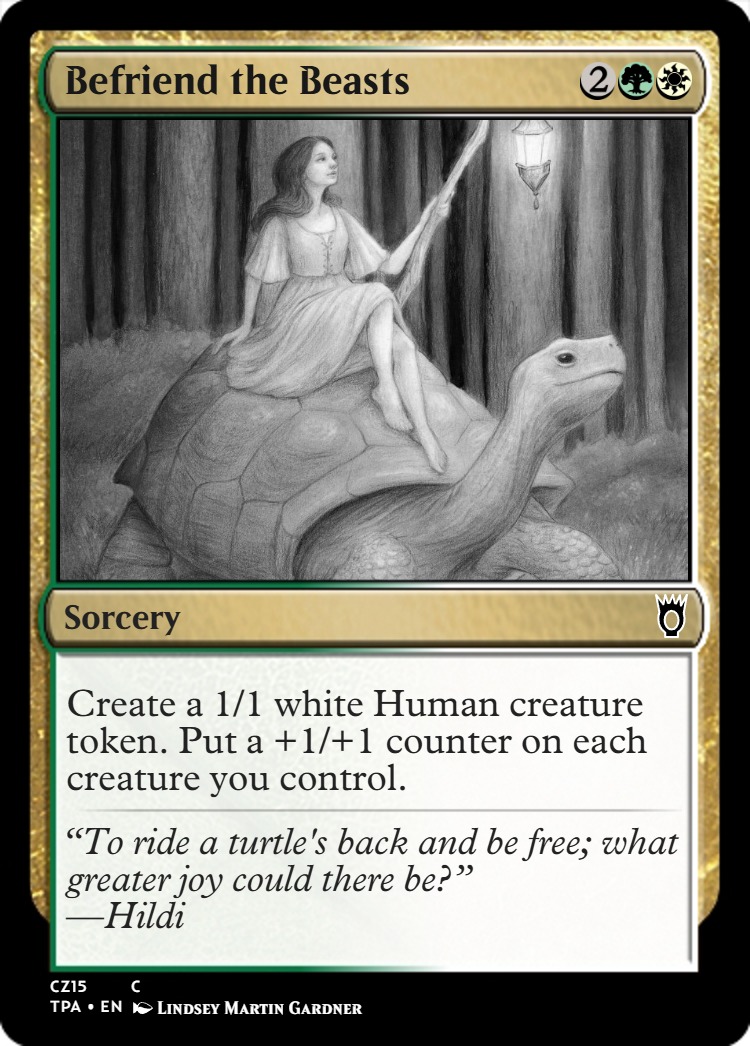 Befriend the Beasts 2
Sorcery
Create a 1/1 white Human creature
token. Put a +1/+1 counter on each
creature you control.
“To ride a turtle's back and be free; what
greater joy could there be?”
—Hildi
CZ15 C
TPA • EN Lindsey Martin Gardner